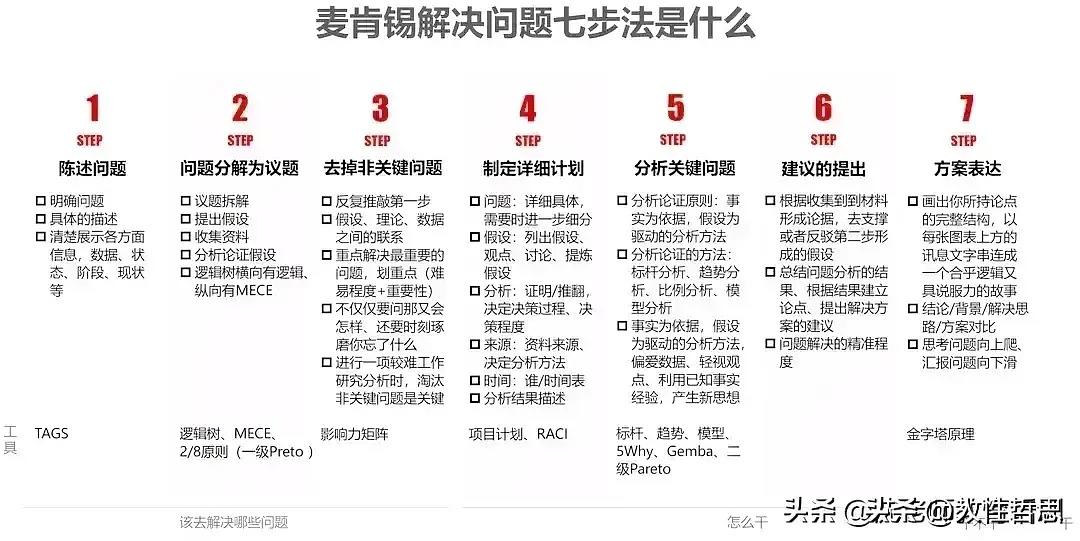 麦肯锡解决问题七步法是什么
1
STEP
陈述问题
明确问题
具体的描述
清楚展示各方面
信息，数据、状
态、阶段、现状
等
2
STEP
问题分解为议题
议题拆解
提出假设
收集资料
分析论证假设
逻辑树横向有逻辑、
纵向有MECE
3
STEP
去掉非关键问题
反复推敲第一步
假设、理论、数据
之间的联系
重点解决最重要的
问题，划重点（难
易程度+重要性）
不仅仅要问那又会
怎样、还要时刻琢
磨你忘了什么
进行一项较难工作
研究分析时，淘汰
非关键问题是关键
4
STEP
制定详细计划
问题：详细具体，
需要时进一步细分
假设：列出假设、
观点、讨论、提炼
假设
分析：证明/推翻，
决定决策过程、决
策程度
来源：资料来源、
决定分析方法
时间：谁/时间表
分析结果描述
5
STEP
分析关键问题
分析论证原则：事
实为依据，假设为
驱动的分析方法
分析论证的方法：
标杆分析、趋势分
析、比例分析、模
型分析
事实为依据，假设
为驱动的分析方法，
偏爱数据、轻视观
点、利用已知事实
经验，产生新思想
6
STEP
建议的提出
根据收集到到材料
形成论据，去支撑
或者反驳第二步形
成的假设
总结问题分析的结
果、根据结果建立
论点、提出解决方
案的建议
问题解决的精准程
度
7
STEP
方案表达
画出你所持论点
的完整结构，以
每张图表上方的
讯息文字串连成
一个合乎逻辑又
具说服力的故事
结论/背景/解决思
路/方案对比
思考问题向上爬、
汇报问题向下滑
工
具
TAGS
逻辑树、MECE、
2/8原则（一级Preto ）
影响力矩阵
项目计划、RACI
标杆、趋势、模型、
5Why、Gemba、二
级Pareto
金字塔原理
该去解决哪些问题
怎么干
头条 @教性哲思